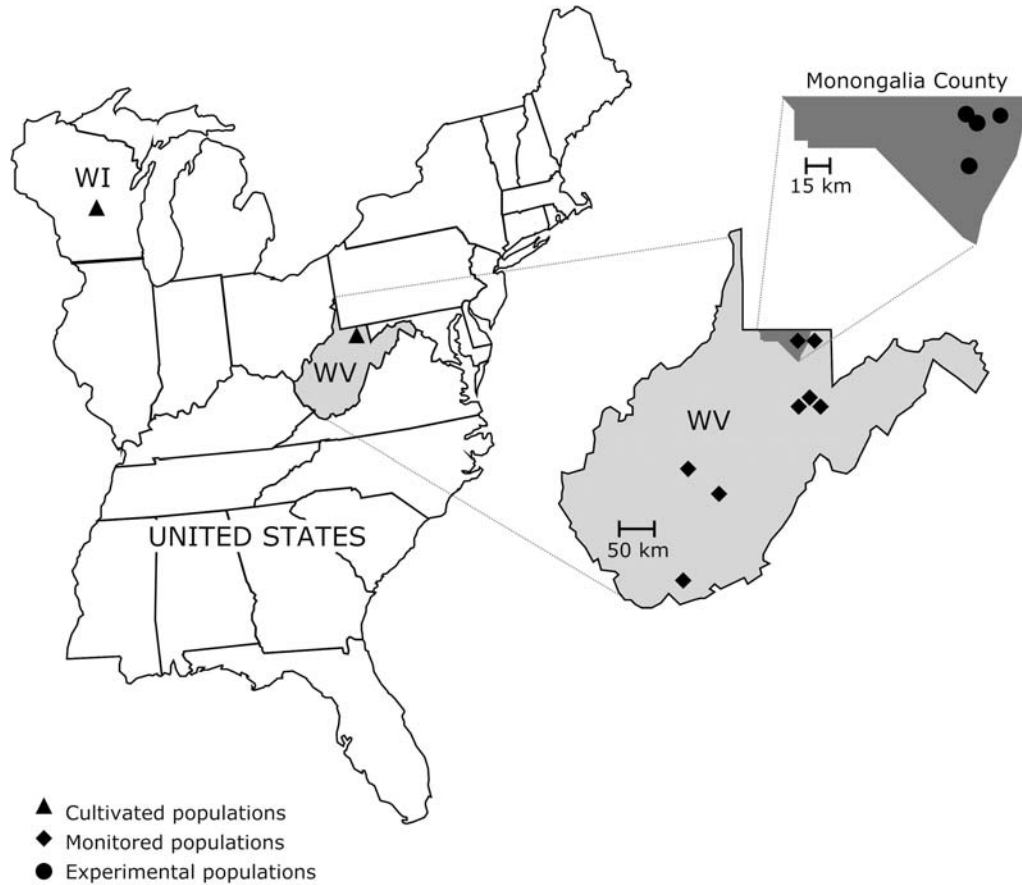 Monongalia County
15 km
WI
WV
WV
50 km
UNITED STATES
Cultivated populations
Monitored populations
Experimental populations